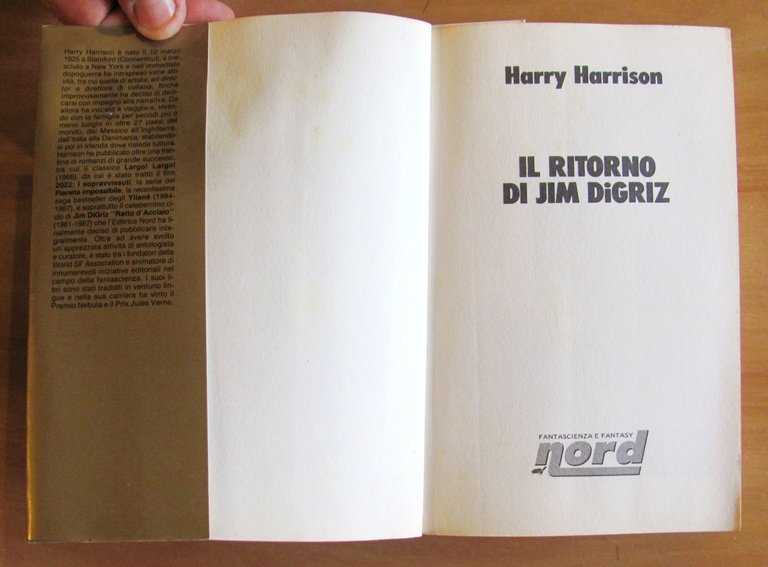 Harry Harrison è nato il 12 marzo
1925 a Stamford (Connecticut), è cre-
sciuto a New York e nell'immediato
dopoguerra ha intrapreso varie atti-
vità, tra cui quelle di artista, art direc-
tor e direttore di collane, finché
improvvisamente ha deciso di dedi-
carsi con impegno alla narrativa. Da
allora ha iniziato a viaggiare, viven-
do con la famiglia per periodi più o
meno lunghi in oltre 27 paesi del
mondo, dal Messico all'Inghilterra,
dall'Italia alla Danimarca, stabilendo-
si poi in Irlanda dove risiede tuttora.
Harrison ha pubblicato oltre una tren-
tina di romanzi di grande successo,
tra cui il classico Largo! Largo!
(1966), da cui è stato tratto il film
2022: I sopravvissuti, la serie del
Pianeta impossibile, la recentissima
saga bestseller degli Yilanè (1984-
1987), e soprattutto il celeberrimo ci-
clo di Jim DiGriz "Ratto d'Acciaio"
(1961-1987) che l'Editrice Nord ha fi-
nalmente deciso di pubblicare inte-
gralmente. Oltre ad avere svolto
un'apprezzata attività di antologista
e curatore, è stato tra i fondatori della
World SF Association e animatore di
innumerevoli iniziative editoriali nel
campo della fantascienza. I suoi li-
bri sono stati tradotti in ventuno lin-
gue e nella sua carriera ha vinto il
Premio Nebula e il Prix Jules Verne.
Harry Harrison
IL RITORNO
DI JIM DiGRIZ
FANTASCIENZA E FANTASY
nord